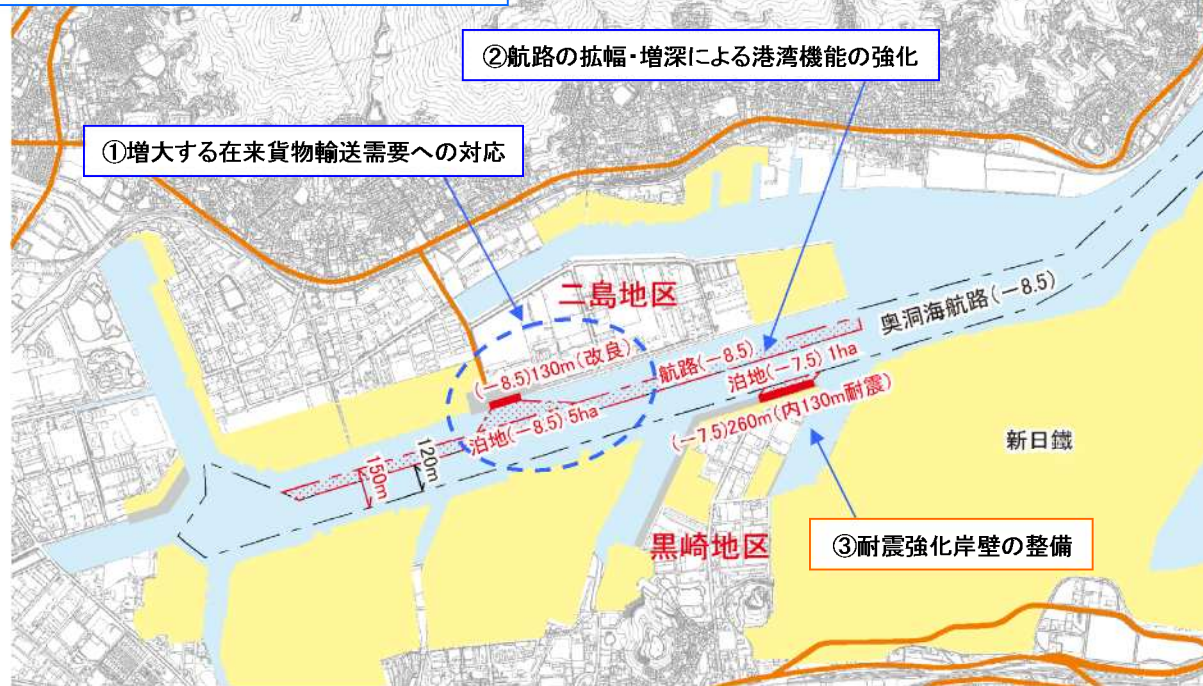 ②航路の拡幅・増深による港湾機能の強化
①増大する在来貨物輸送需要への対応
二島地区
奥洞海航路(－8.5)
(－8.5)130m(改良)
航路(－8.5)
泊地(－7.5) 1ha
泊地(－8.5) 5ha
(－7.5)260m(内130m耐震)
新日鐵
120m
150m
黒崎地区
③耐震強化岸壁の整備